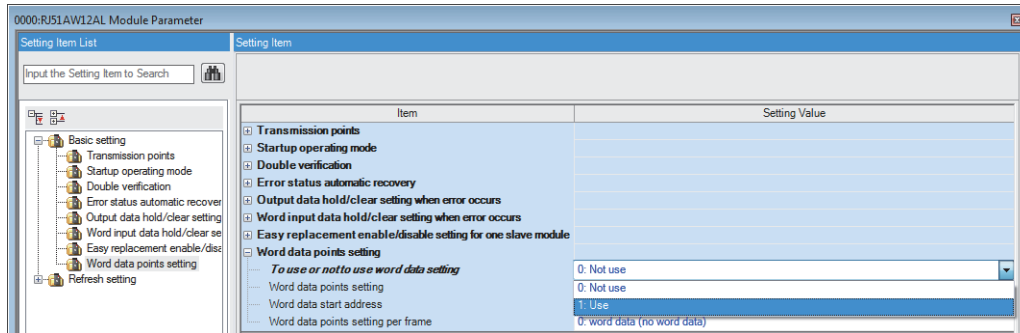 0000:RJ51AW12AL Module Parameter
Setting Item List
Input the Setting Item to Search
Basic setting
Transmission points
Startup operating mode
Double verification
Error status automatic recover
Output data hold/clear setting
Word input data hold/clear se
Easy replacement enable/disa
Word data points setting
Refresh setting
Setting Item
Item Setting Value
Transmission points
Startup operating mode
Double verification
Error status automatic recovery
Output data hold/clear setting when error occurs
Word input data hold/clear setting when error occurs
Easy replacement enable/disable setting for one slave module
Word data points setting
To use or notto use word data setting 0: Not use
Word data points setting 0: Not use
Word data start address 1: Use
Word data points setting per frame 0: word data (no word data)